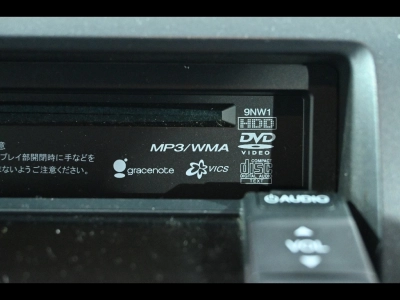 9NW1
HDD
意
MP3/WMA
DVD
VIDEO
プレイ部開閉時に手などを
ないようご注意ください。
gracenote
VICS
COMPACT
disc
DIGITAL AUDIO
TEXT
AUDIO
VOL